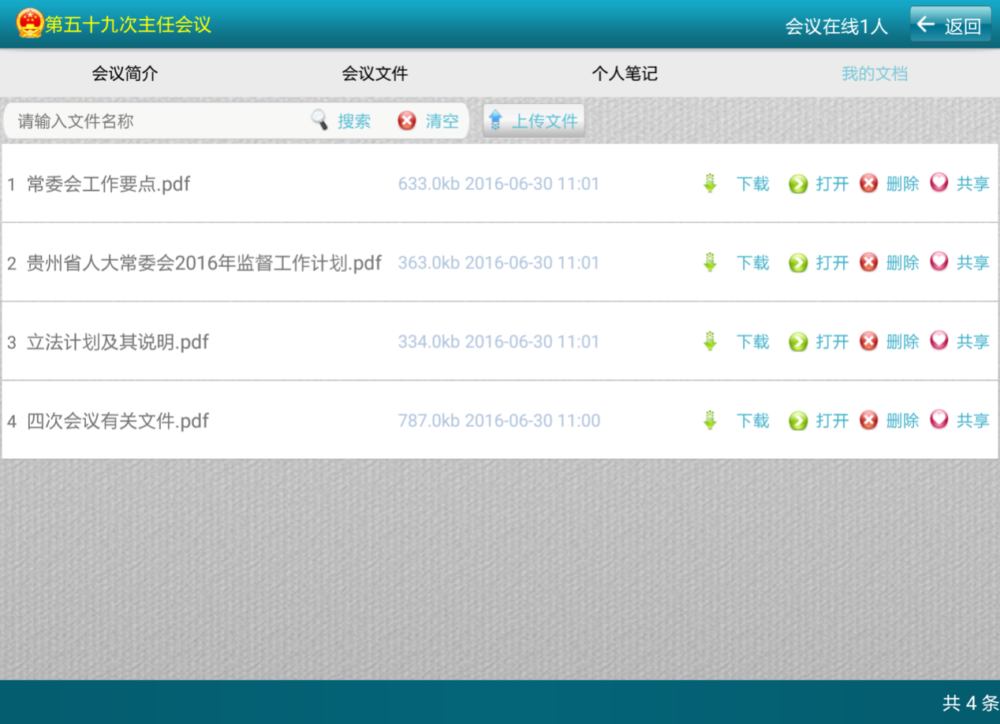 第五十九次主任会议 会议在线1人 返回
会议简介 会议文件 个人笔记 我的文档
请输入文件名称 搜索 清空 上传文件
1 常委会工作要点.pdf 633.0kb 2016-06-30 11:01 下载 打开 删除 共享
2 贵州省人大常委会2016年监督工作计划.pdf 363.0kb 2016-06-30 11:01 下载 打开 删除 共享
3 立法计划及其说明.pdf 334.0kb 2016-06-30 11:01 下载 打开 删除 共享
4 四次会议有关文件.pdf 787.0kb 2016-06-30 11:00 下载 打开 删除 共享
共 4 条